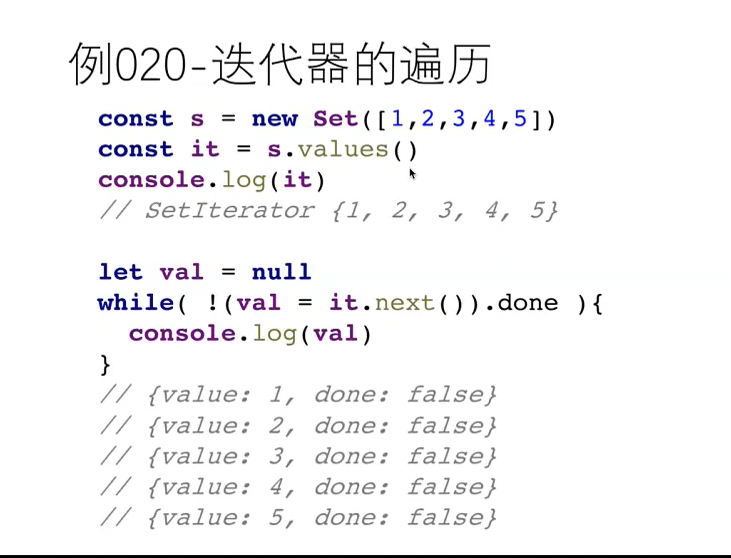 例020-迭代器的遍历
const s = new Set([1,2,3,4,5])
const it = s.values()
console.log(it)
// SetIterator {1, 2, 3, 4, 5}
let val = null
while( !(val = it.next()).done ){
console.log(val)
}
// {value: 1, done: false}
// {value: 2, done: false}
// {value: 3, done: false}
// {value: 4, done: false}
// {value: 5, done: false}